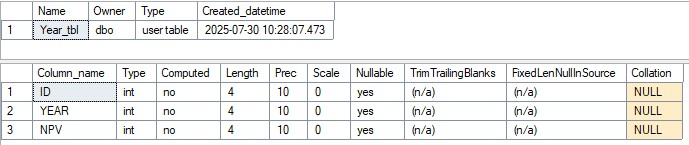 Name Owner Type Created_datetime
1 Year_tbl dbo user table 2025-07-30 10:28:07.473
Column_name Type Computed Length Prec Scale Nullable TrimTrailingBlanks FixedLenNullInSource Collation
1 ID int no 4 10 0 yes (n/a) (n/a) NULL
2 YEAR int no 4 10 0 yes (n/a) (n/a) NULL
3 NPV int no 4 10 0 yes (n/a) (n/a) NULL